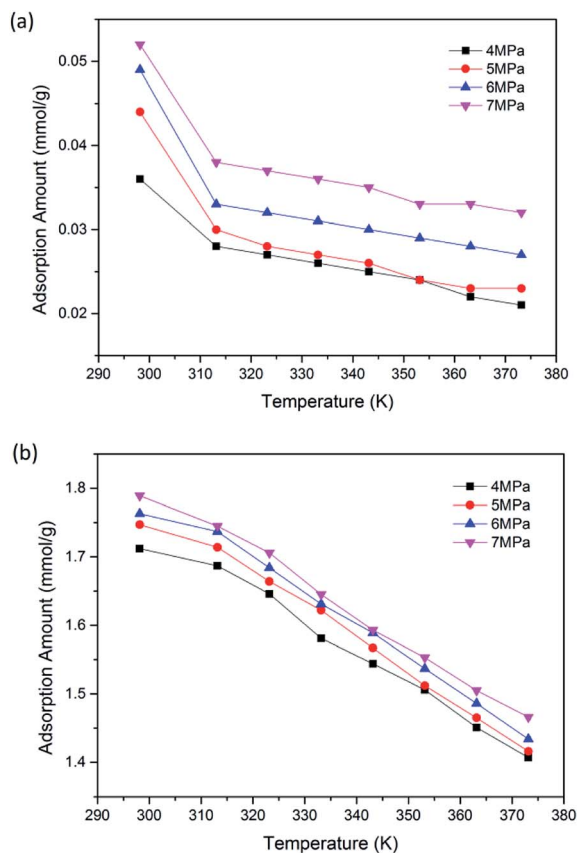 (a)
0.05
0.04
0.03
0.02
Adsorption Amount (mmol/g)
4MPa
5MPa
6MPa
7MPa
290 300 310 320 330 340 350 360 370 380
Temperature (K)
(b)
1.8
1.7
1.6
1.5
1.4
Adsorption Amount (mmol/g)
4MPa
5MPa
6MPa
7MPa
290 300 310 320 330 340 350 360 370 380
Temperature (K)